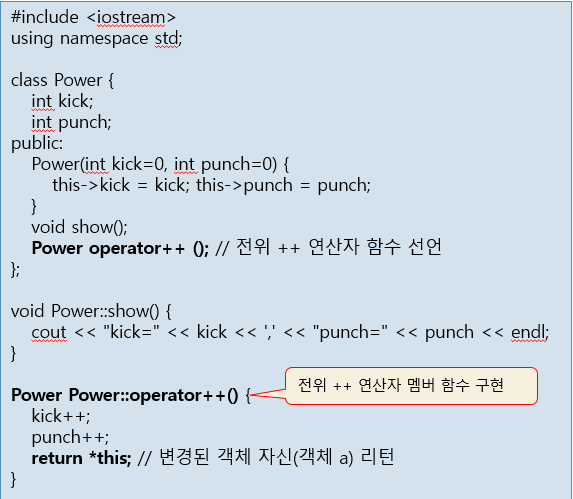 #include <iostream>
using namespace std;
class Power {
int kick;
int punch;
public:
Power(int kick=0, int punch=0) {
this->kick = kick; this->punch = punch;
}
void show();
Power operator++ (); // 전위 ++ 연산자 함수 선언
};
void Power::show() {
cout << "kick=" << kick << ',' << "punch=" << punch << endl;
}
Power Power::operator++() {
전위 ++ 연산자 멤버 함수 구현
kick++;
punch++;
return *this; // 변경된 객체 자신(객체 a) 리턴
}